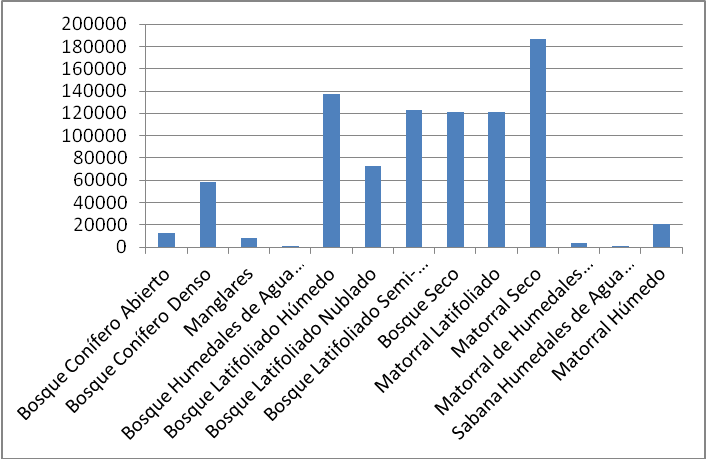 200000
180000
160000
140000
120000
100000
80000
60000
40000
20000
0
Bosque Conífero Abierto
Bosque Conífero Denso
Manglares
Bosque Humedales de Agua...
Bosque Latifoliado Húmedo
Bosque Latifoliado Nublado
Bosque Latifoliado Semi-...
Bosque Seco
Matorral Latifoliado
Matorral Seco
Matorral de Humedales...
Sabana Humedales de Agua...
Matorral Húmedo